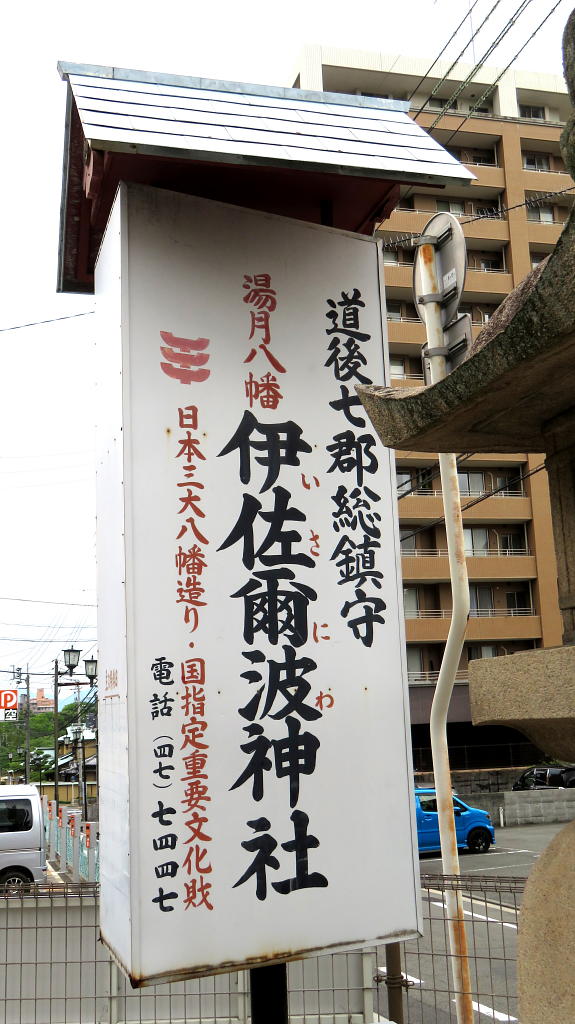 道後七郡総鎮守
湯月八幡
伊佐爾波神社
いさにわ
日本三大八幡造り・国指定重要文化財
電話(四七)七四四七
P
空